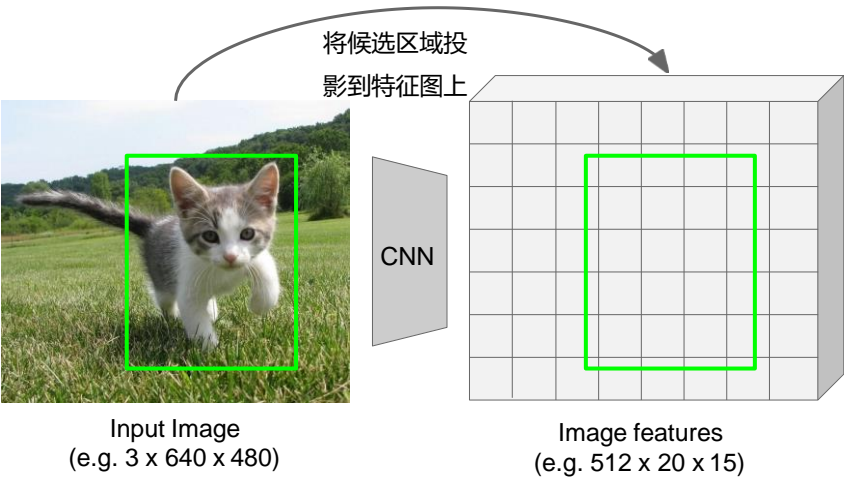 将候选区域投
影到特征图上
CNN
Input Image
(e.g. 3 x 640 x 480)
Image features
(e.g. 512 x 20 x 15)